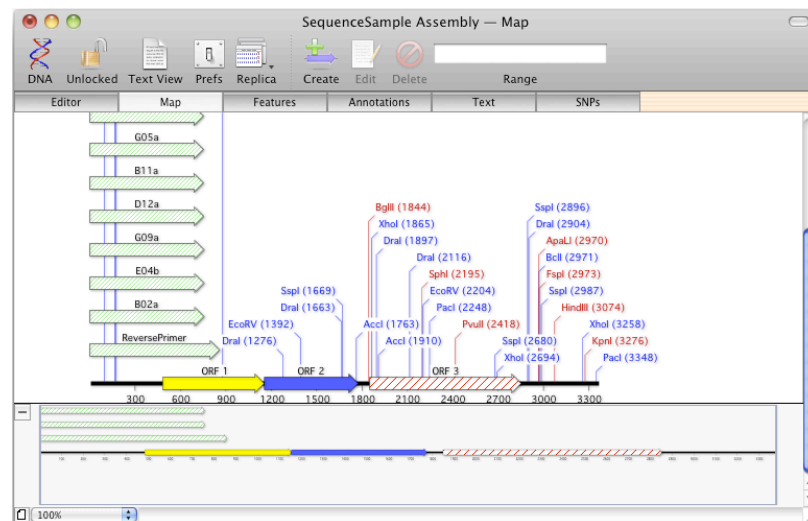 SequenceSample Assembly — Map
DNA Unlocked Text View Prefs Replica Create Edit Delete Range
Editor Map Features Annotations Text SNPs
G05a
B11a
D12a
G09a
E04b
B02a
ReversePrimer
BglII (1844)
XhoI (1865)
DraI (1897)
DraI (2116)
SphI (2195)
EcoRV (2204)
PacI (2248)
PvuII (2418)
SspI (1669)
DraI (1663)
EcoRV (1392)
DraI (1276)
AccI (1763)
AccI (1910)
SspI (2680)
XhoI (2694)
SspI (2896)
DraI (2904)
ApaLI (2970)
BclI (2971)
FspI (2973)
SspI (2987)
HindIII (3074)
XhoI (3258)
KpnI (3276)
PacI (3348)
ORF 1 ORF 2 ORF 3
300 600 900 1200 1500 1800 2100 2400 2700 3000 3300
100%